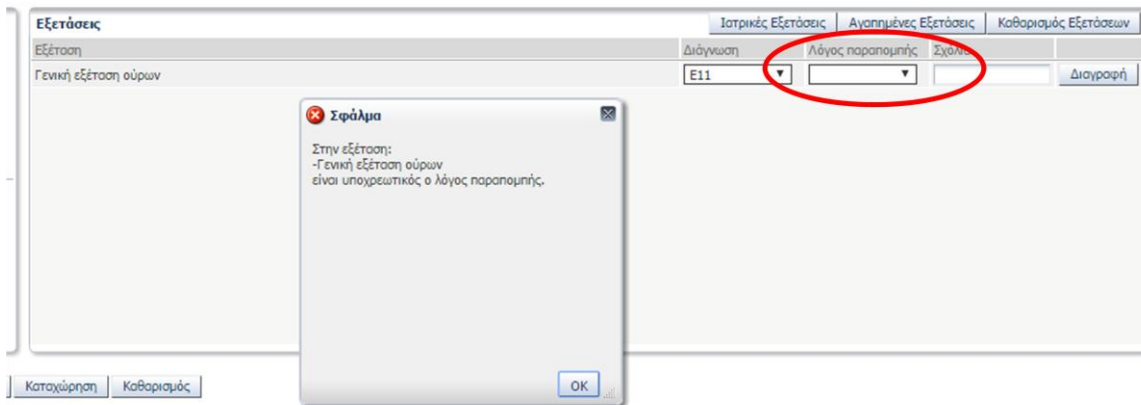 Εξετάσεις
Ιατρικές Εξετάσεις Αγαπημένες Εξετάσεις Καθαρισμός Εξετάσεων
Εξέταση Διάγνωση Λόγος παραπομπής Σχόλια
Γενική εξέταση ούρων E11 Διαγραφή
Σφάλμα
Στην εξέταση:
-Γενική εξέταση ούρων
είναι υποχρεωτικός ο λόγος παραπομπής.
OK
Καταχώρηση Καθαρισμός